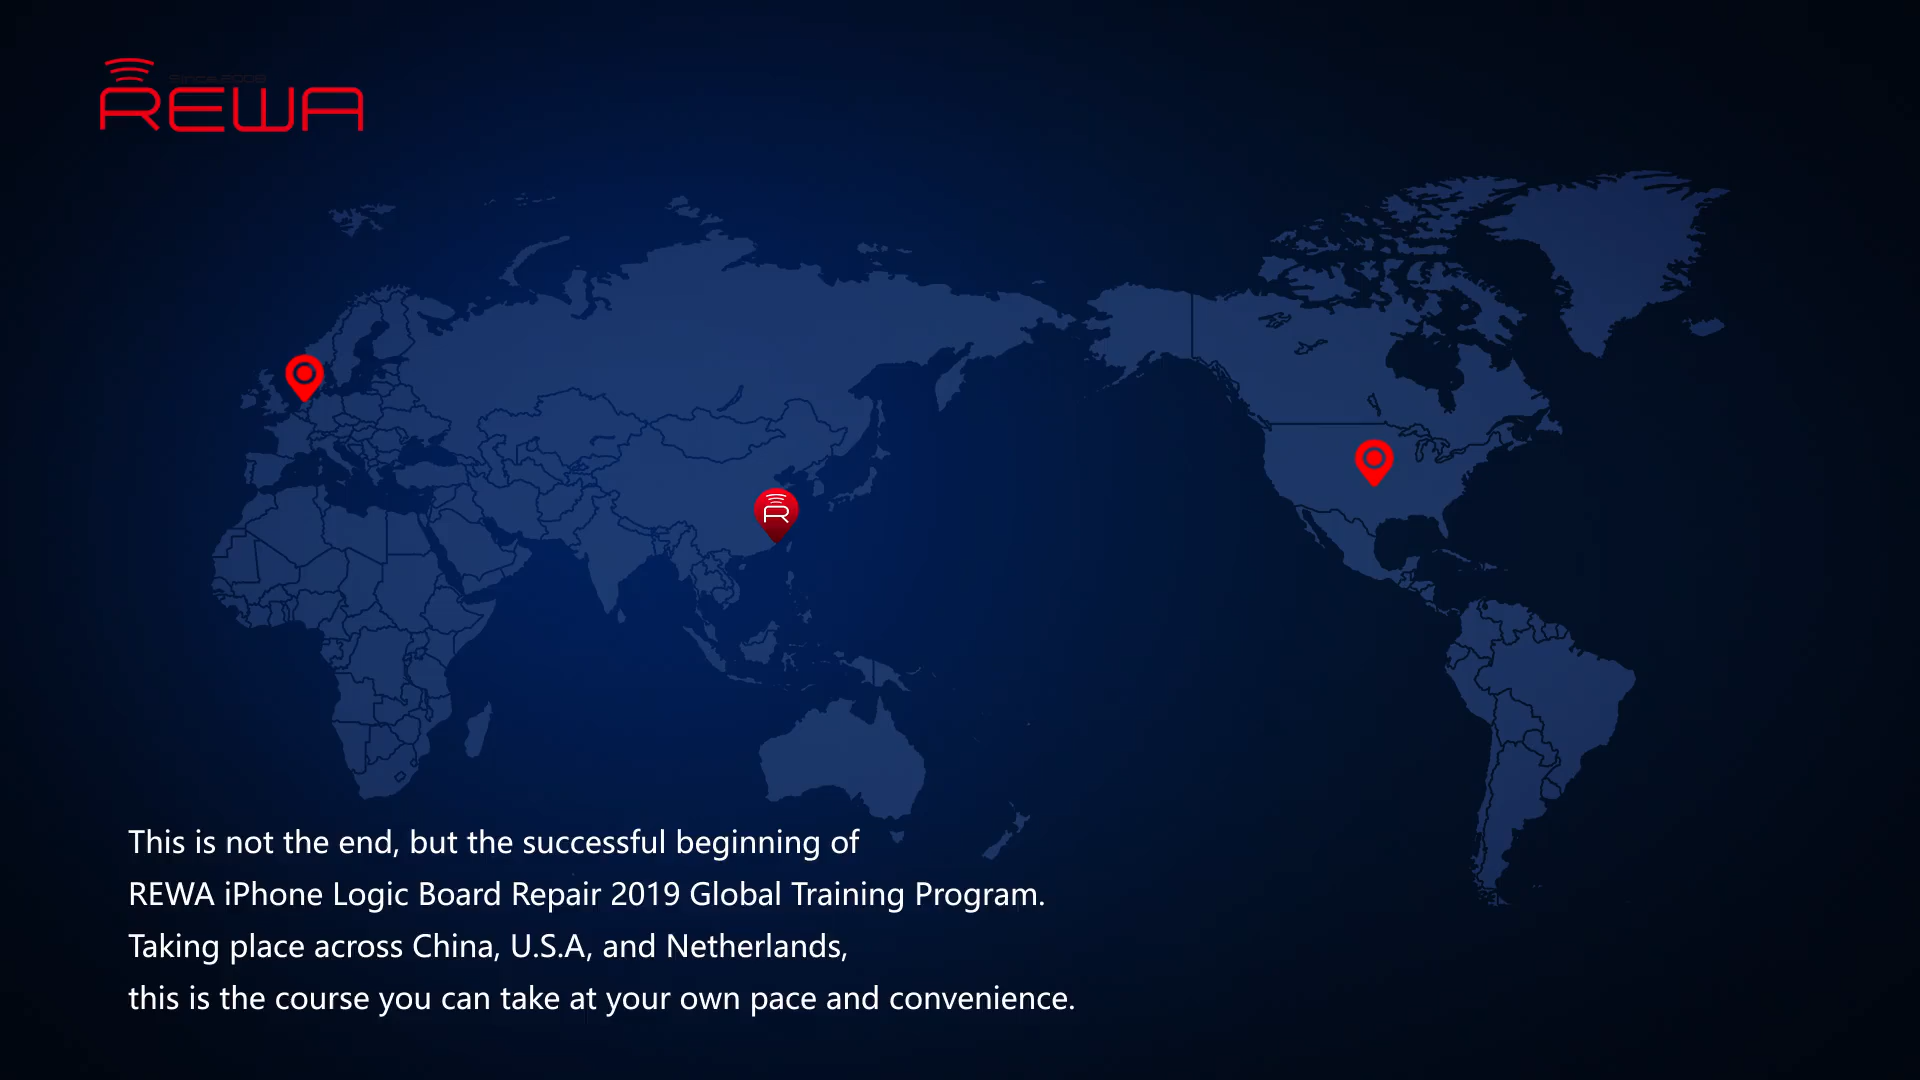 Since 2008
REWA
R
This is not the end, but the successful beginning of
REWA iPhone Logic Board Repair 2019 Global Training Program.
Taking place across China, U.S.A, and Netherlands,
this is the course you can take at your own pace and convenience.